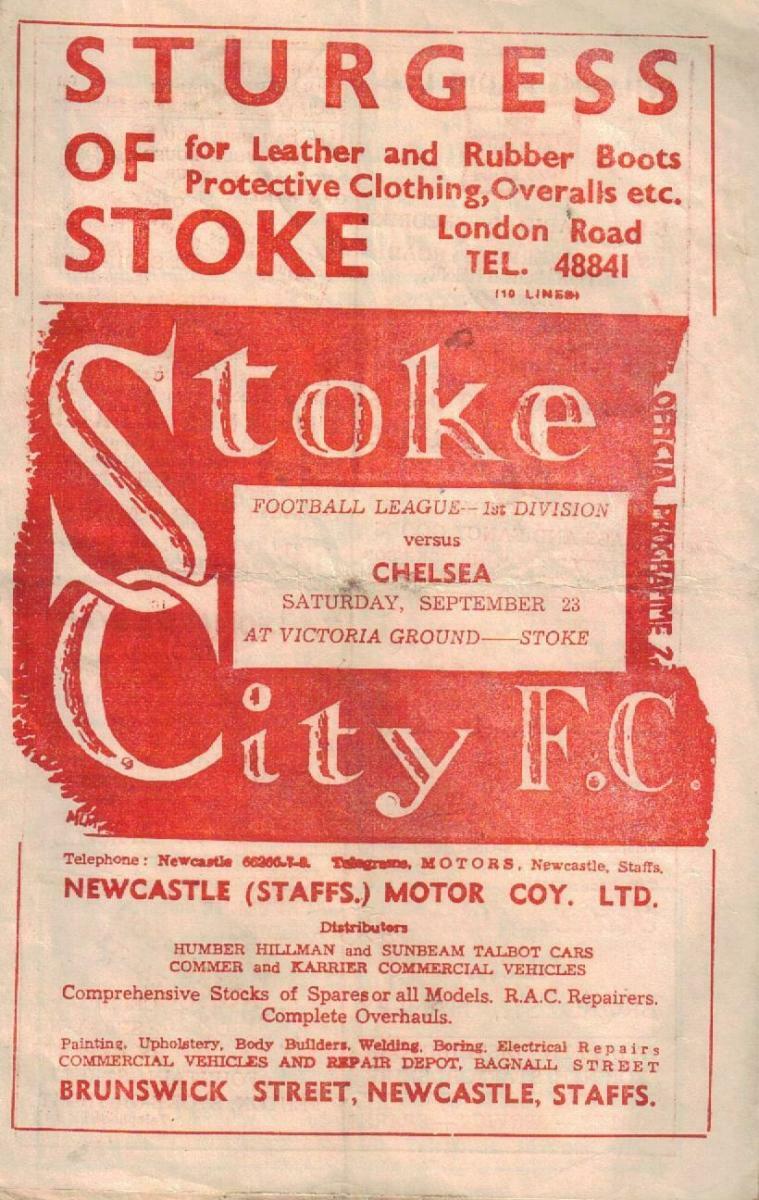 STURGESS
OF
for Leather and Rubber Boots
Protective Clothing, Overalls etc.
STOKE
London Road
TEL. 48841
(10 LINES)
Stoke
OFFICIAL PROGRAMME 2
FOOTBALL LEAGUE--1st DIVISION
versus
CHELSEA
SATURDAY, SEPTEMBER 23
AT VICTORIA GROUND——STOKE
City F.C.
Telephone: Newcastle 66266-7-8. Telegrams, MOTORS, Newcastle, Staffs.
NEWCASTLE (STAFFS.) MOTOR COY. LTD.
Distributors
HUMBER HILLMAN and SUNBEAM TALBOT CARS
COMMER and KARRIER COMMERCIAL VEHICLES
Comprehensive Stocks of Spares or all Models. R.A.C. Repairers.
Complete Overhauls.
Painting, Upholstery, Body Builders, Welding, Boring, Electrical Repairs
COMMERCIAL VEHICLES AND REPAIR DEPOT, BAGNALL STREET
BRUNSWICK STREET, NEWCASTLE, STAFFS.